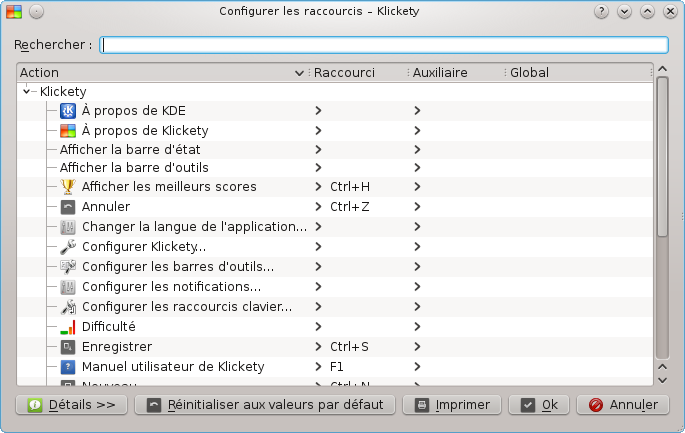 Configurer les raccourcis – Klickety
Rechercher :
Action Raccourci Auxiliaire Global
Klickety
À propos de KDE
À propos de Klickety
Afficher la barre d'état
Afficher la barre d'outils
Afficher les meilleurs scores Ctrl+H
Annuler Ctrl+Z
Changer la langue de l'application...
Configurer Klickety...
Configurer les barres d'outils...
Configurer les notifications...
Configurer les raccourcis clavier...
Difficulté
Enregistrer Ctrl+S
Manuel utilisateur de Klickety F1
Nouveau Ctrl+N
Détails >> Réinitialiser aux valeurs par défaut Imprimer Ok Annuler